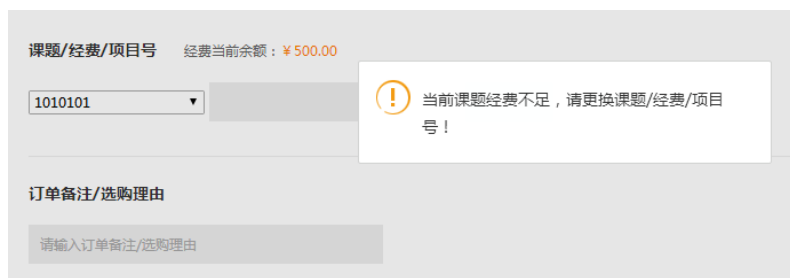 课题/经费/项目号 经费当前余额：￥500.00
1010101
当前课题经费不足，请更换课题/经费/项目
号！
订单备注/选购理由
请输入订单备注/选购理由